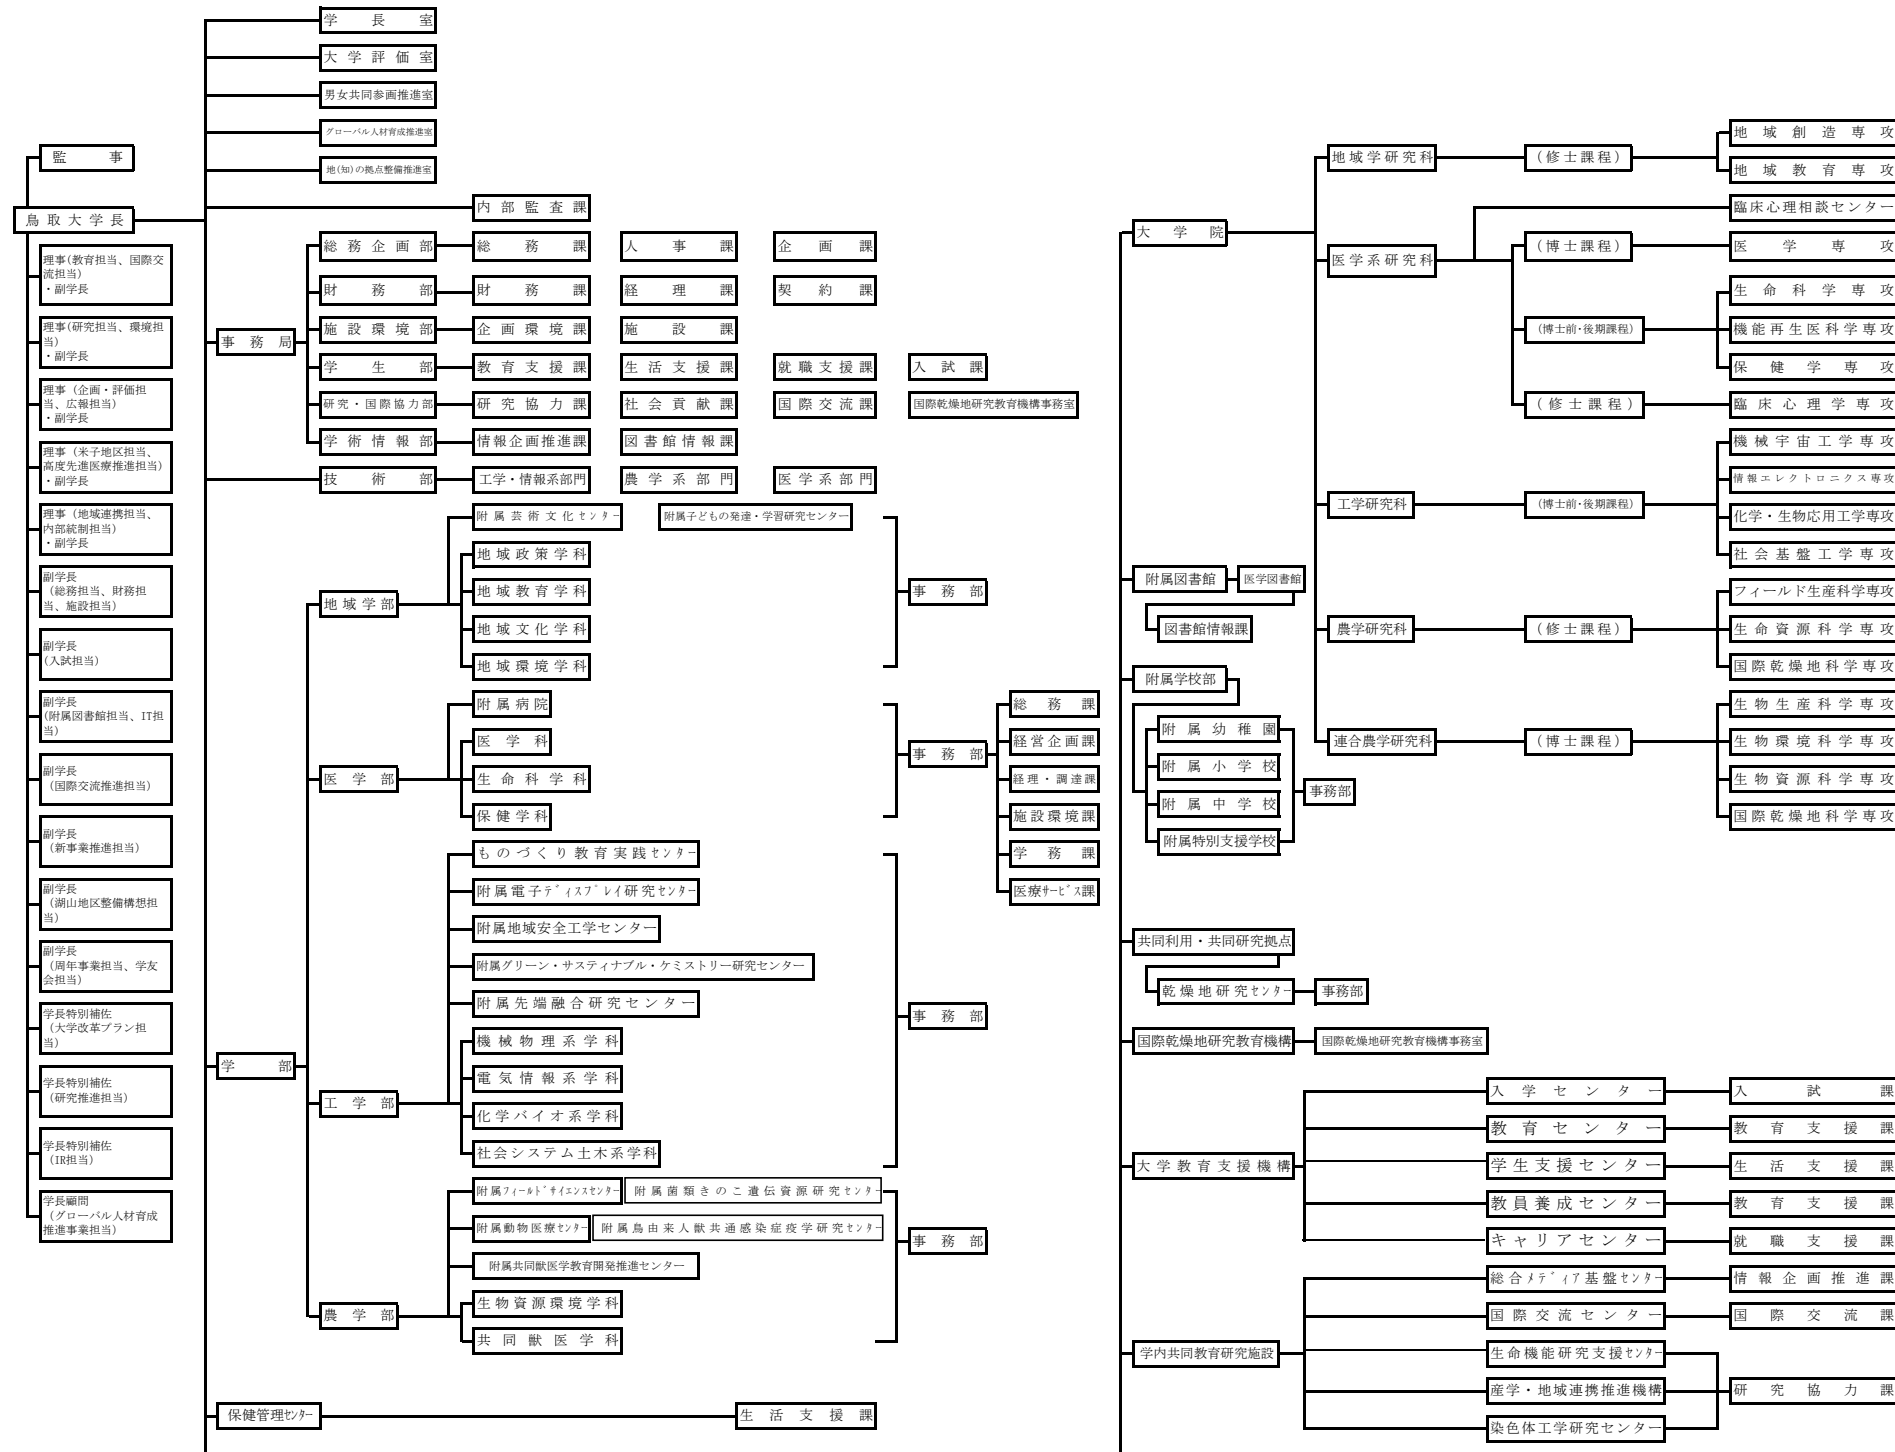 学長室
大学評価室
男女共同参画推進室
グローバル人材育成推進室
地(知)の拠点整備推進室
監事
鳥取大学長
理事(教育担当、国際交
流担当)
・副学長
理事(研究担当、環境担
当)
・副学長
理事（企画・評価担
当、広報担当）
・副学長
理事（米子地区担当、
高度先進医療推進担当）
・副学長
理事（地域連携担当、
内部統制担当）
・副学長
副学長
（総務担当、財務担
当、施設担当）
副学長
(入試担当)
副学長
(附属図書館担当、IT担
当)
副学長
（国際交流推進担当）
副学長
（新事業推進担当）
副学長
（湖山地区整備構想担
当）
副学長
（周年事業担当、学友
会担当）
学長特別補佐
（大学改革プラン担
当）
学長特別補佐
（研究推進担当）
学長特別補佐
（IR担当）
学長顧問
（グローバル人材育成
推進事業担当）
内部監査課
事務局
総務企画部 総務課 人事課 企画課
財務部 財務課 経理課 契約課
施設環境部 企画環境課 施設課
学生部 教育支援課 生活支援課 就職支援課 入試課
研究・国際協力部 研究協力課 社会貢献課 国際交流課 国際乾燥地研究教育機構事務室
学術情報部 情報企画推進課 図書館情報課
技術部 工学・情報系部門 農学系部門 医学系部門
学部
地域学部
附属芸術文化センター 附属子どもの発達・学習研究センター
地域政策学科
地域教育学科
地域文化学科
地域環境学科
事務部
医学部
附属病院
医学科
生命科学科
保健学科
事務部
総務課
経営企画課
経理・調達課
施設環境課
学務課
医療サービス課
工学部
ものづくり教育実践センター
附属電子ディスプレイ研究センター
附属地域安全工学センター
附属グリーン・サスティナブル・ケミストリー研究センター
附属先端融合研究センター
機械物理系学科
電気情報系学科
化学バイオ系学科
社会システム土木系学科
事務部
農学部
附属フィールドサイエンスセンター 附属菌類きのこ遺伝資源研究センター
附属動物医療センター 附属鳥由来人獣共通感染症疫学研究センター
附属共同獣医学教育開発推進センター
生物資源環境学科
共同獣医学科
事務部
保健管理センター 生活支援課
大学院
地域学研究科 （修士課程） 地域創造専攻
地域教育専攻
医学系研究科
臨床心理相談センター
（博士課程） 医学専攻
（博士前･後期課程） 生命科学専攻
機能再生医科学専攻
保健学専攻
（修士課程） 臨床心理学専攻
工学研究科 （博士前･後期課程） 機械宇宙工学専攻
情報エレクトロニクス専攻
化学・生物応用工学専攻
社会基盤工学専攻
農学研究科 （修士課程） フィールド生産科学専攻
生命資源科学専攻
国際乾燥地科学専攻
連合農学研究科 （博士課程） 生物生産科学専攻
生物環境科学専攻
生物資源科学専攻
国際乾燥地科学専攻
附属図書館 医学図書館
図書館情報課
附属学校部
附属幼稚園
附属小学校
附属中学校
附属特別支援学校
事務部
共同利用・共同研究拠点
乾燥地研究センター 事務部
国際乾燥地研究教育機構 国際乾燥地研究教育機構事務室
大学教育支援機構
入学センター 入試課
教育センター 教育支援課
学生支援センター 生活支援課
教員養成センター 教育支援課
キャリアセンター 就職支援課
学内共同教育研究施設
総合メディア基盤センター 情報企画推進課
国際交流センター 国際交流課
生命機能研究支援センター
産学・地域連携推進機構 研究協力課
染色体工学研究センター